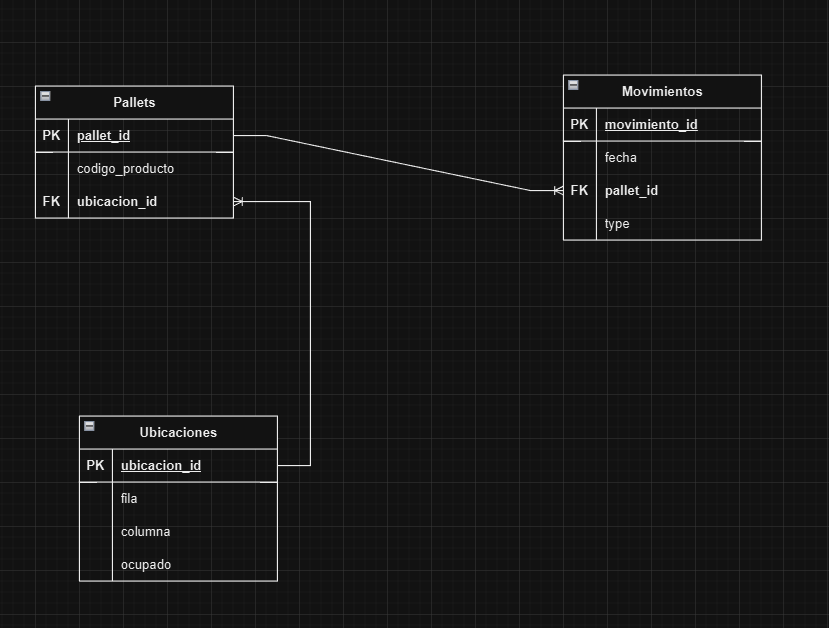 Pallets
PK pallet_id
codigo_producto
FK ubicacion_id
Movimientos
PK movimiento_id
fecha
FK pallet_id
type
Ubicaciones
PK ubicacion_id
fila
columna
ocupado